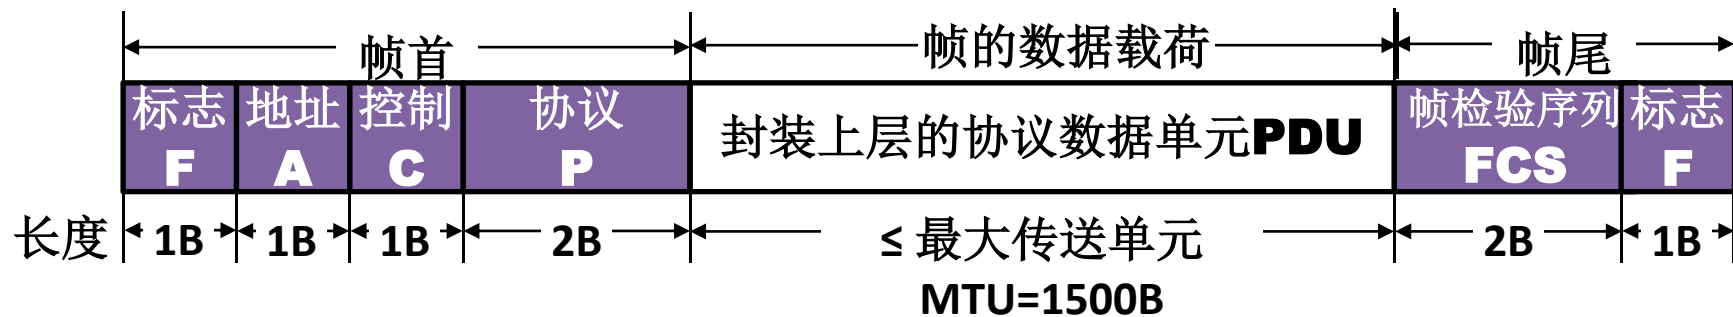 帧首 帧的数据载荷 帧尾
标志 地址 控制 协议 封装上层的协议数据单元PDU 帧检验序列 标志
F A C P FCS F
长度 1B 1B 1B 2B ≤ 最大传送单元 2B 1B
MTU=1500B